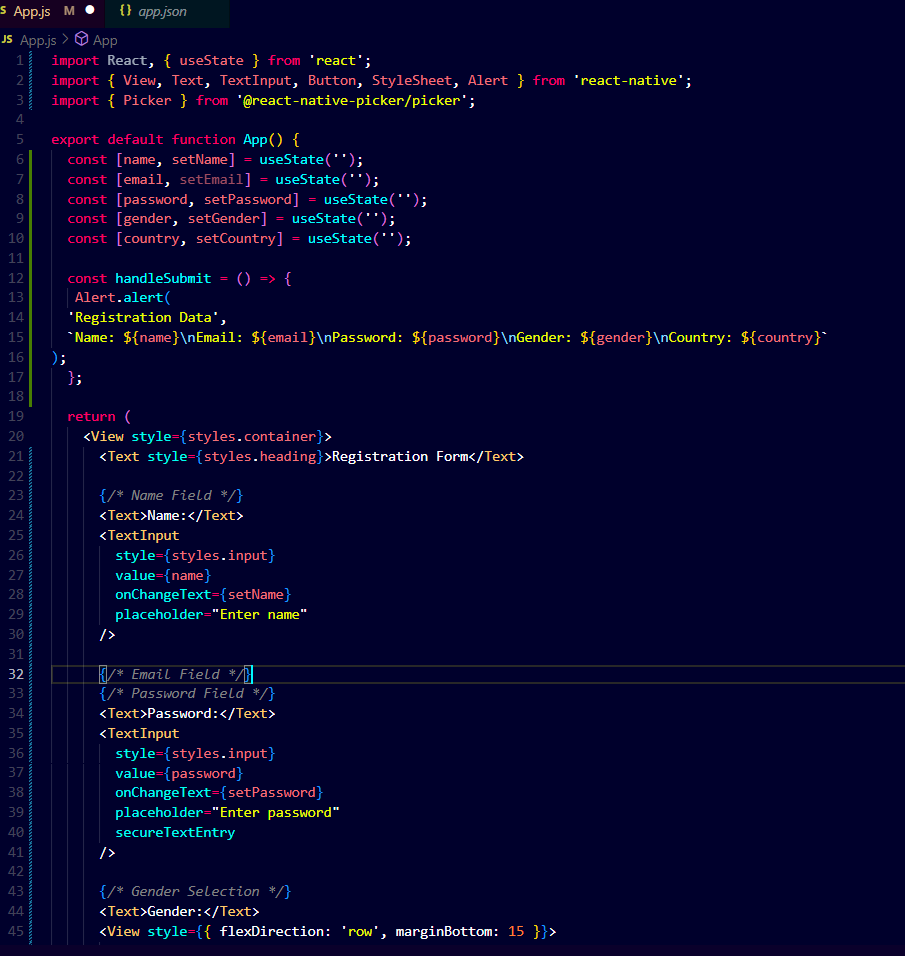 JS App.js M ●
{} app.json
JS App.js > App
1 import React, { useState } from 'react';
2 import { View, Text, TextInput, Button, StyleSheet, Alert } from 'react-native';
3 import { Picker } from '@react-native-picker/picker';
4
5 export default function App() {
6   const [name, setName] = useState('');
7   const [email, setEmail] = useState('');
8   const [password, setPassword] = useState('');
9   const [gender, setGender] = useState('');
10   const [country, setCountry] = useState('');
11
12   const handleSubmit = () => {
13    Alert.alert(
14   'Registration Data',
15   `Name: ${name}\nEmail: ${email}\nPassword: ${password}\nGender: ${gender}\nCountry: ${country}`
16 );
17   };
18
19   return (
20     <View style={styles.container}>
21       <Text style={styles.heading}>Registration Form</Text>
22
23       {/* Name Field */}
24       <Text>Name:</Text>
25       <TextInput
26         style={styles.input}
27         value={name}
28         onChangeText={setName}
29         placeholder="Enter name"
30       />
31
32       {/* Email Field */}
33       {/* Password Field */}
34       <Text>Password:</Text>
35       <TextInput
36         style={styles.input}
37         value={password}
38         onChangeText={setPassword}
39         placeholder="Enter password"
40         secureTextEntry
41       />
42
43       {/* Gender Selection */}
44       <Text>Gender:</Text>
45       <View style={{ flexDirection: 'row', marginBottom: 15 }}>